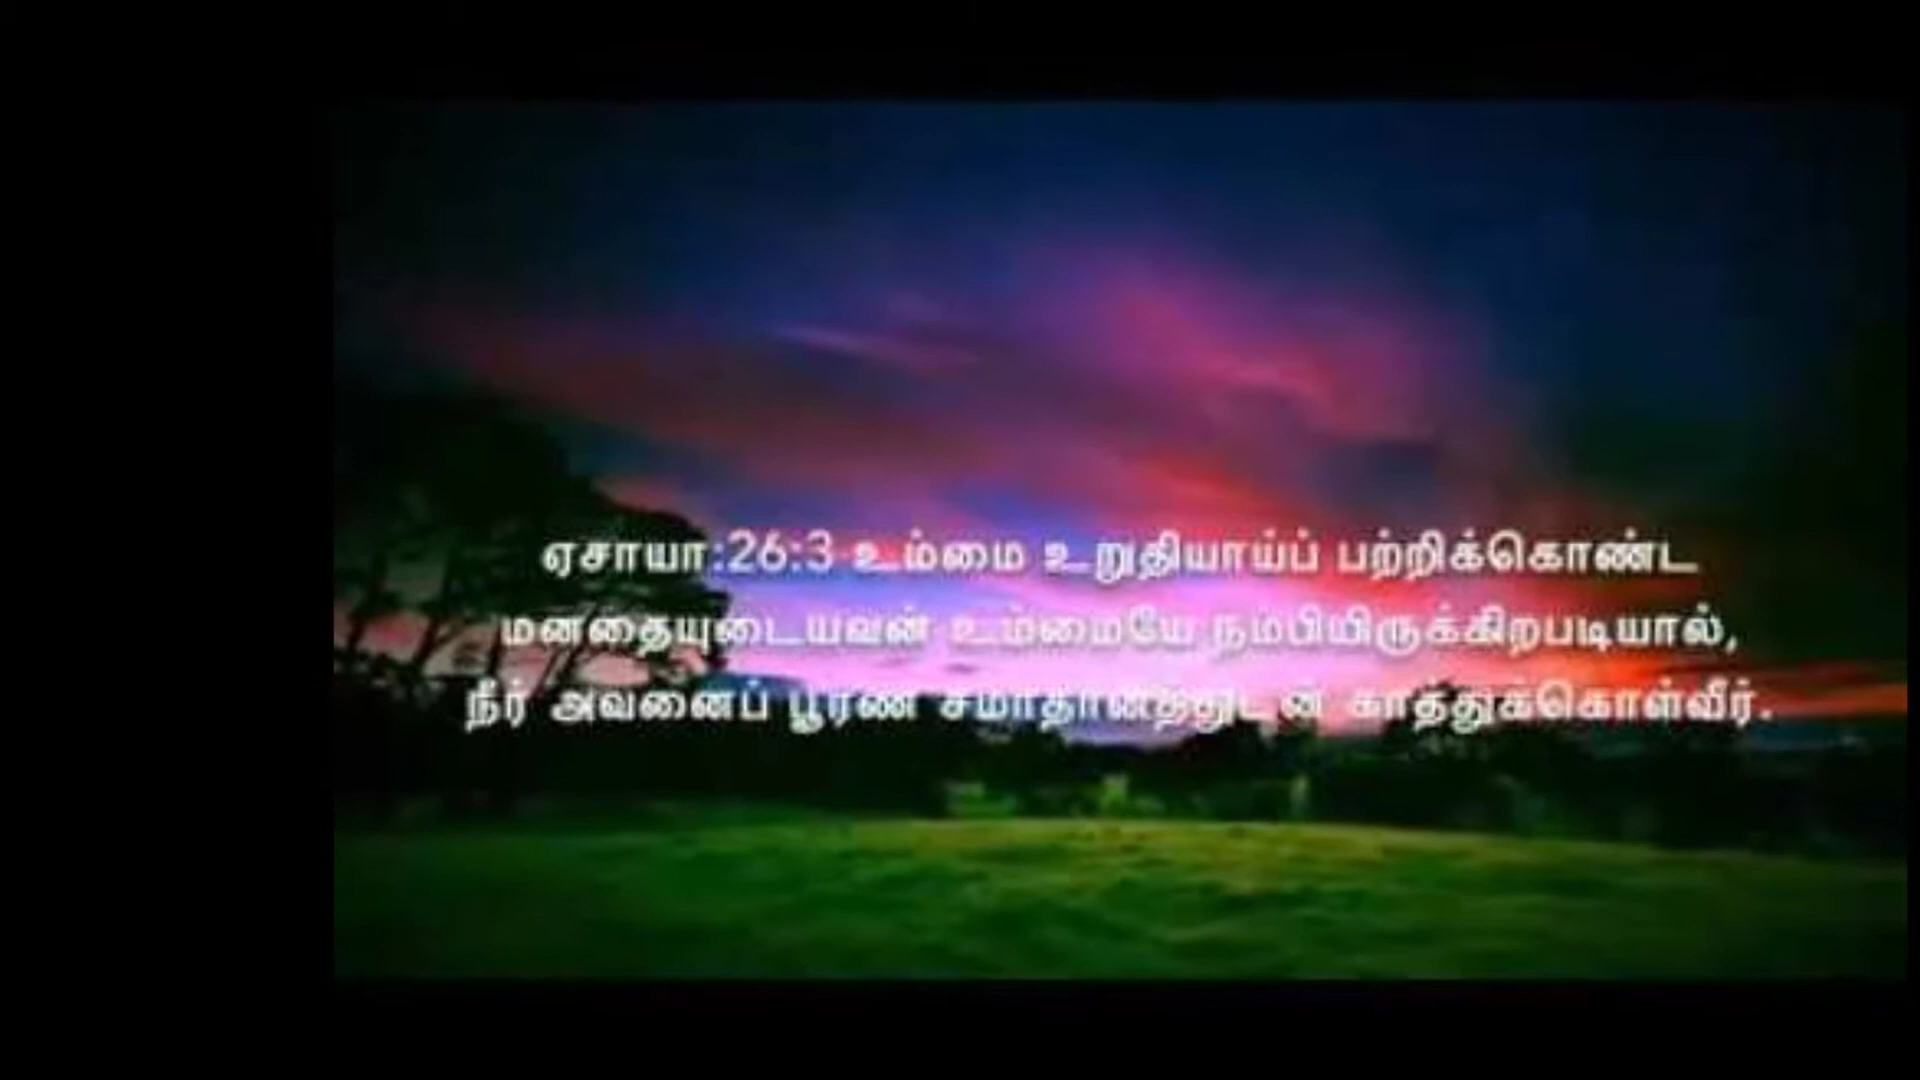 ஏசாயா:26:3 உம்மை உறுதியாய்ப் பற்றிக்கொண்ட
மனதையுடையவன் உம்மையே நம்பியிருக்கிறபடியால்,
நீர் அவனைப் பூரண சமாதானத்துடன் காத்துக்கொள்வீர்.